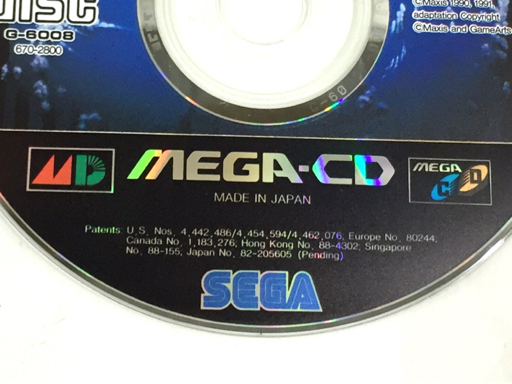 DISC
G-6008
670-2800
©Maxis 1990, 1991,
adaptation Copyright
©Maxis and GameArts
MD
MEGA-CD
MEGA
CD
MADE IN JAPAN
Patents: U.S. Nos. 4,442,486/4,454,594/4,462,076, Europe No. 80244,
Canada No. 1,183,276, Hong Kong No. 88-4302, Singapore
No. 88-155, Japan No. 82-205605 (Pending)
SEGA